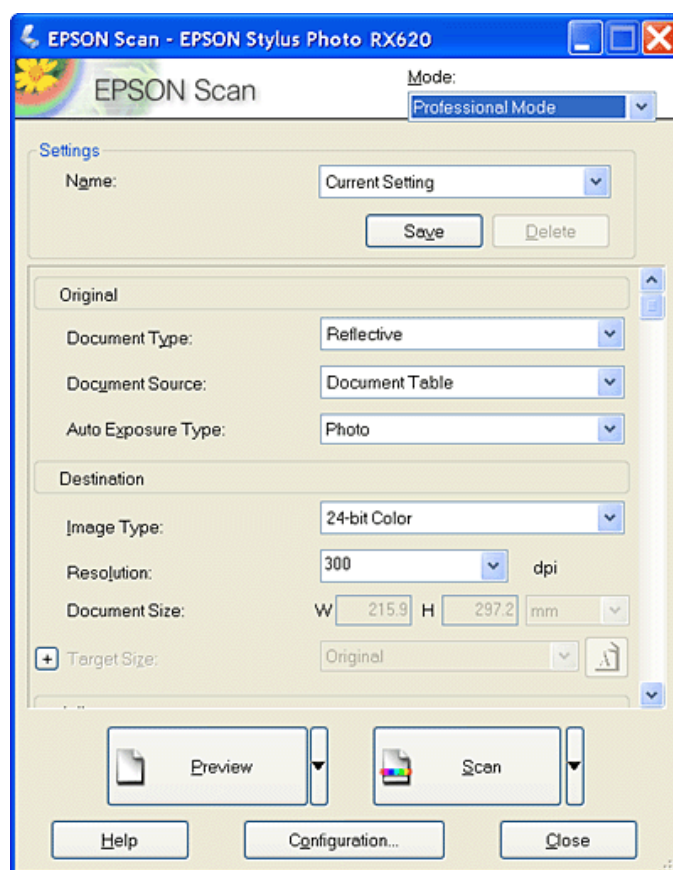 EPSON Scan - EPSON Stylus Photo RX620
EPSON Scan
Mode:
Professional Mode
Settings
Name: Current Setting
Save Delete
Original
Document Type: Reflective
Document Source: Document Table
Auto Exposure Type: Photo
Destination
Image Type: 24-bit Color
Resolution: 300 dpi
Document Size: W 215.9 H 297.2 mm
+ Target Size: Original A
Preview Scan
Help Configuration... Close